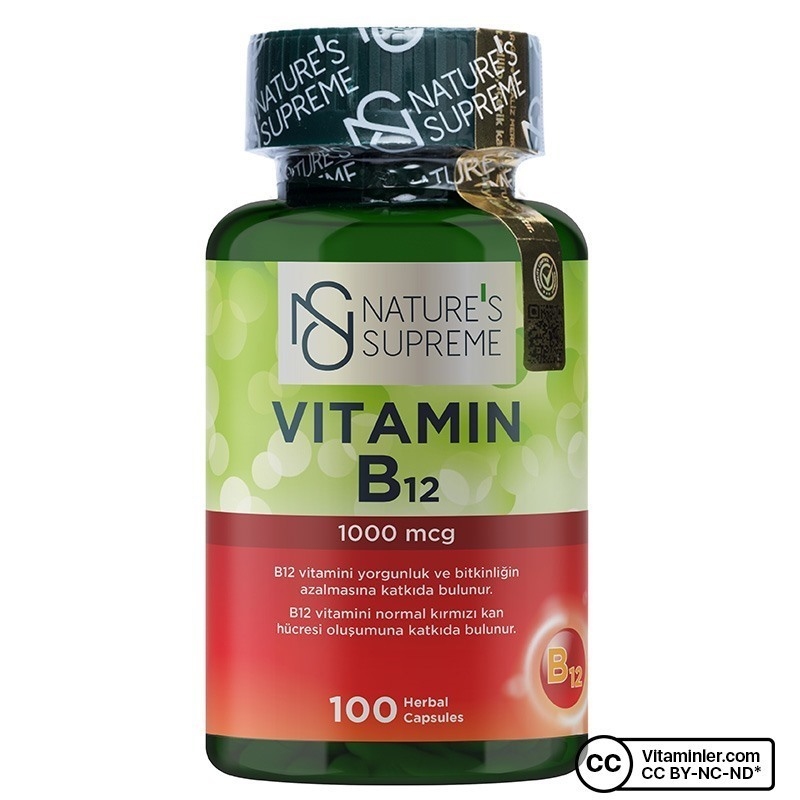 NATURE'S
SUPREME
NATURE'S
SUPREME
NATURE'S
SUPREME
VITAMIN
B12
1000 mcg
B12 vitamini yorgunluk ve bitkinliğin
azalmasına katkıda bulunur.
B12 vitamini normal kırmızı kan
hücresi oluşumuna katkıda bulunur.
B12
100 Herbal
Capsules
CC
Vitaminler.com
CC BY-NC-ND*